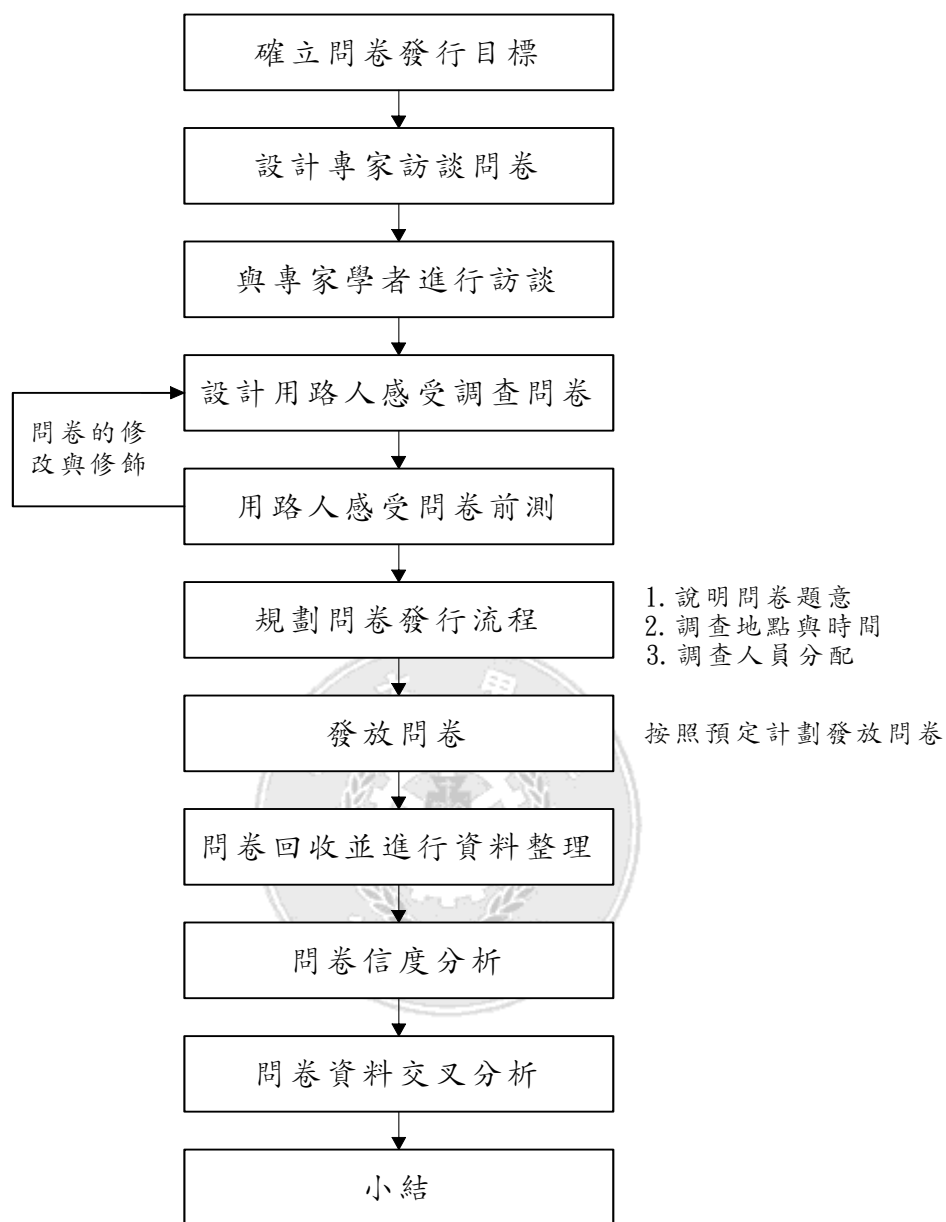 確立問卷發行目標
設計專家訪談問卷
與專家學者進行訪談
設計用路人感受調查問卷
問卷的修
改與修飾
用路人感受問卷前測
規劃問卷發行流程
1.說明問卷題意
2.調查地點與時間
3.調查人員分配
發放問卷
按照預定計劃發放問卷
問卷回收並進行資料整理
問卷信度分析
問卷資料交叉分析
小結